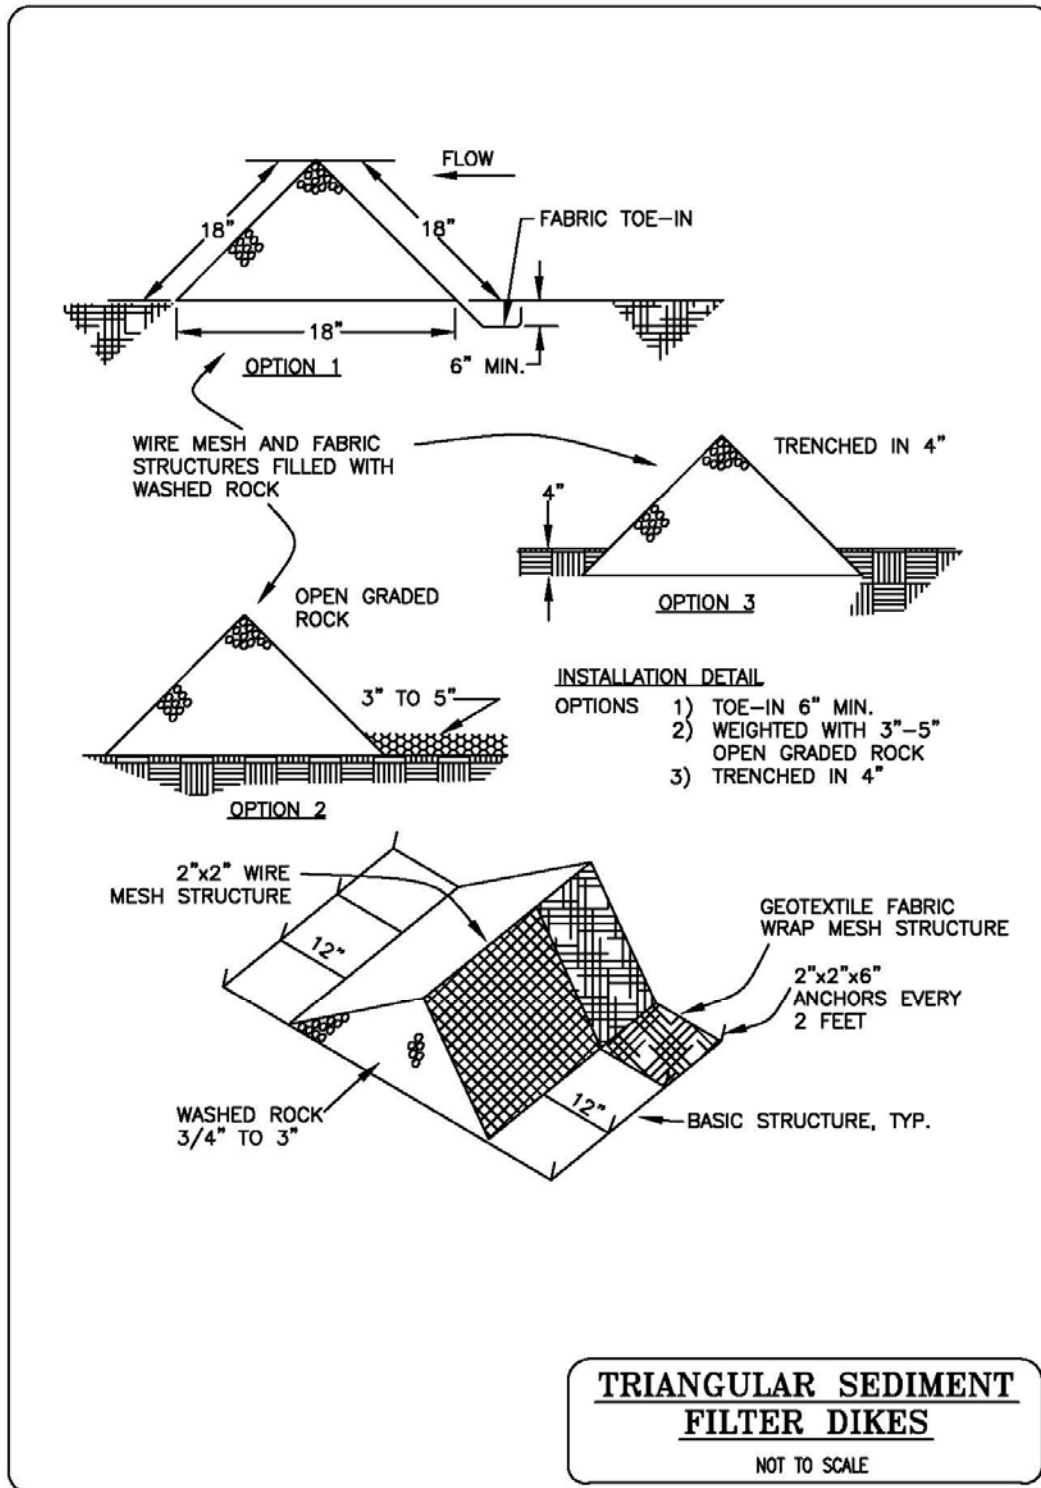 FLOW
FABRIC TOE-IN
18"
18"
18"
6" MIN.
OPTION 1
WIRE MESH AND FABRIC
STRUCTURES FILLED WITH
WASHED ROCK
TRENCHED IN 4"
4"
OPTION 3
OPEN GRADED
ROCK
3" TO 5"
OPTION 2
INSTALLATION DETAIL
OPTIONS 1) TOE-IN 6" MIN.
2) WEIGHTED WITH 3"-5"
OPEN GRADED ROCK
3) TRENCHED IN 4"
2"x2" WIRE
MESH STRUCTURE
12"
GEOTEXTILE FABRIC
WRAP MESH STRUCTURE
2"x2"x6"
ANCHORS EVERY
2 FEET
WASHED ROCK
3/4" TO 3"
12"
BASIC STRUCTURE, TYP.
TRIANGULAR SEDIMENT
FILTER DIKES
NOT TO SCALE